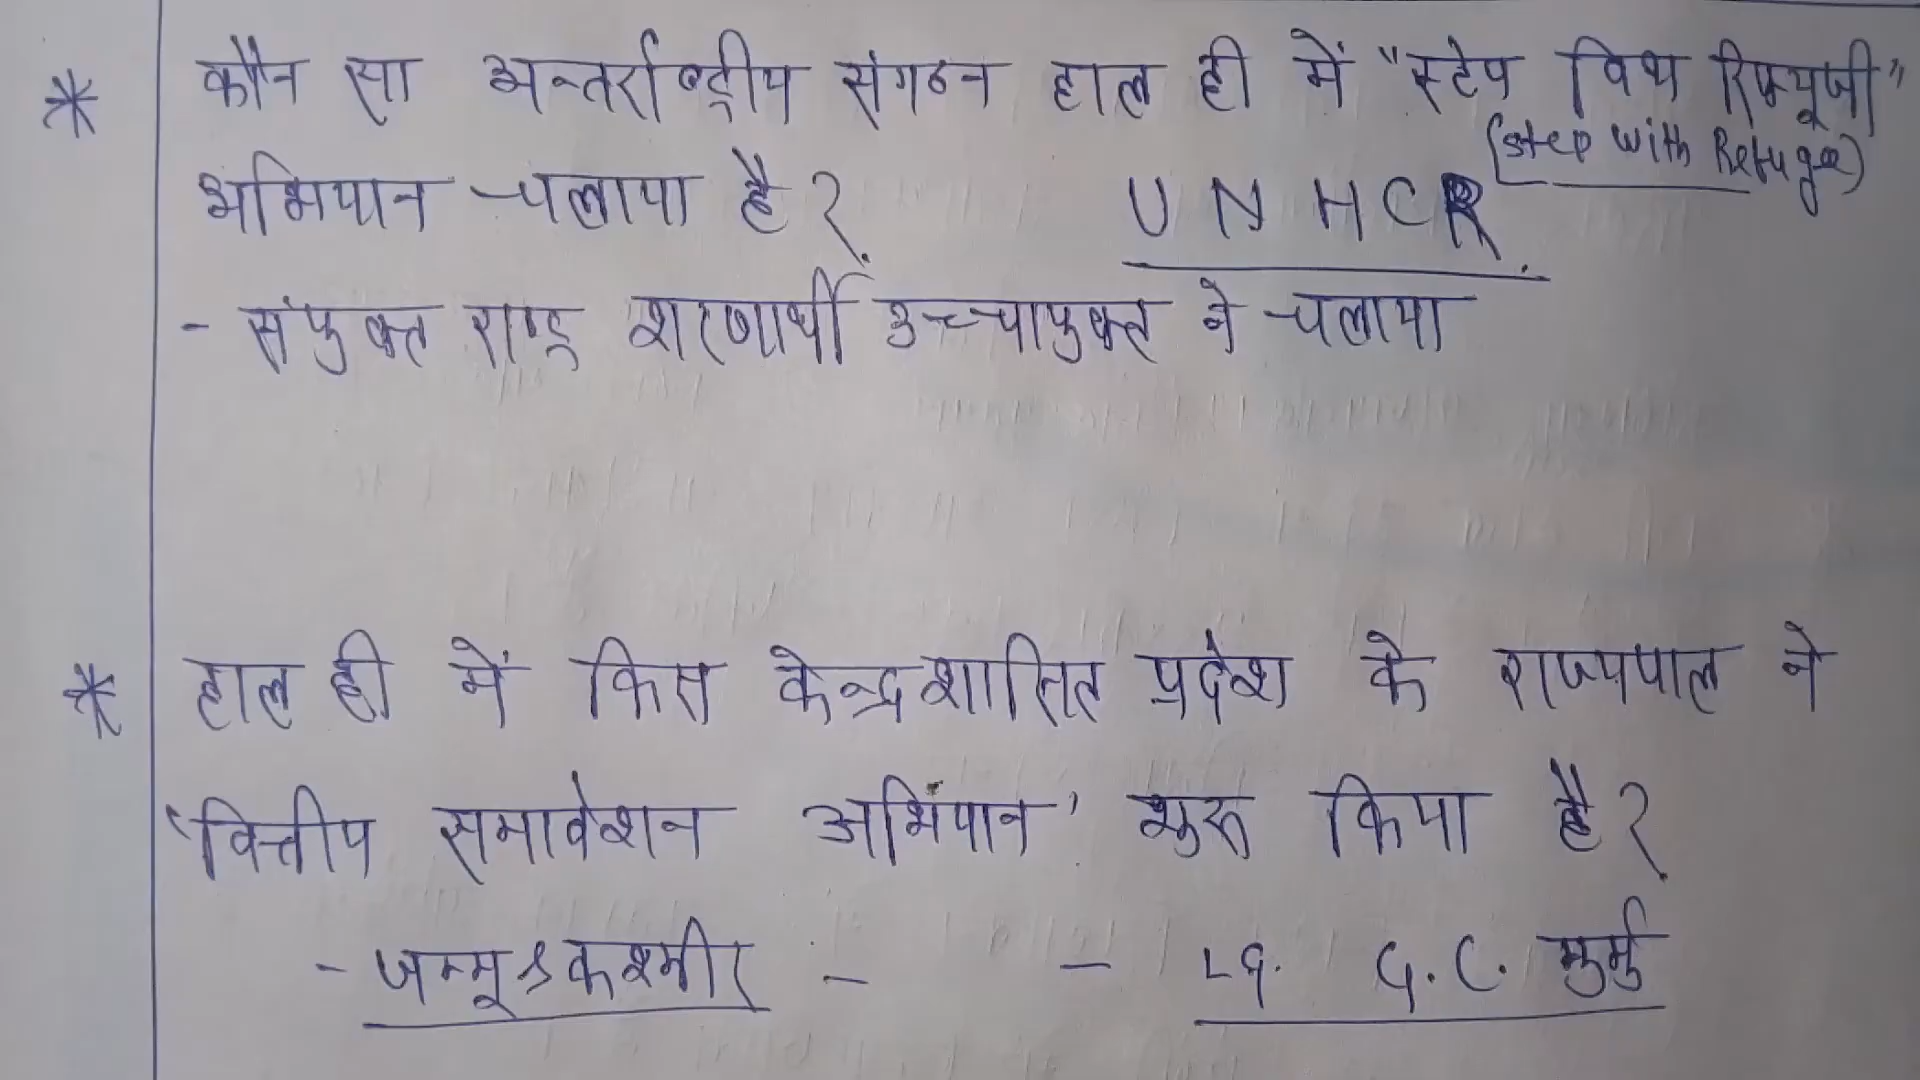 * कौन सा अन्तर्राष्ट्रीय संगठन हाल ही में "स्टेप विथ रिफ्यूजी"
(step with Refugee)
अभियान चलाया है? UNHCR.
- संयुक्त राष्ट्र शरणार्थी उच्चायुक्त ने चलाया
* हाल ही में किस केन्द्रशासित प्रदेश के राज्यपाल ने
'वित्तीय समावेशन अभियान' शुरू किया है?
- जम्मू & कश्मीर - - LG. G.C. मुर्मु